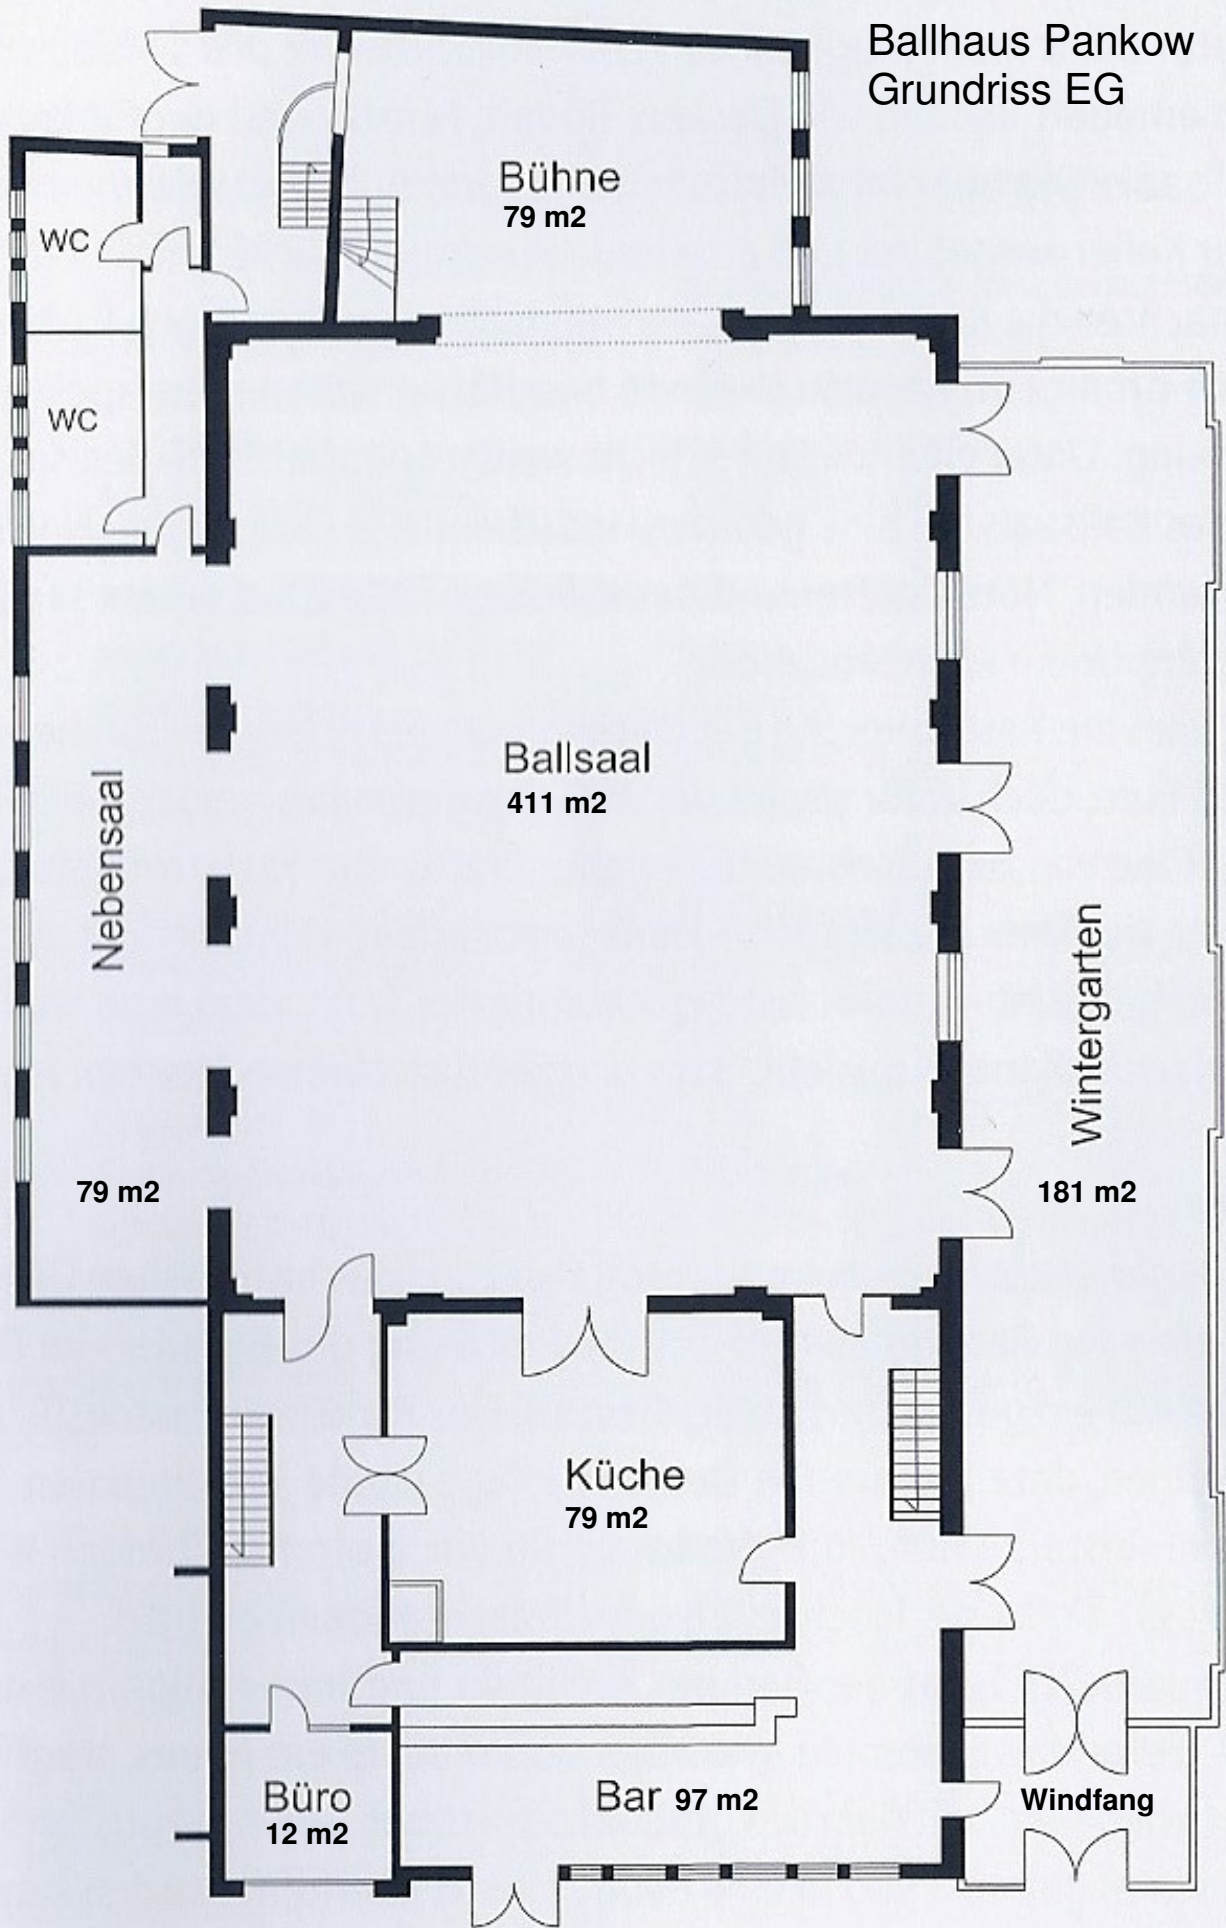 Ballhaus Pankow
Grundriss EG
Bühne
79 m2
WC
WC
Ballsaal
411 m2
Nebensaal
79 m2
Wintergarten
181 m2
Küche
79 m2
Büro
12 m2
Bar 97 m2
Windfang